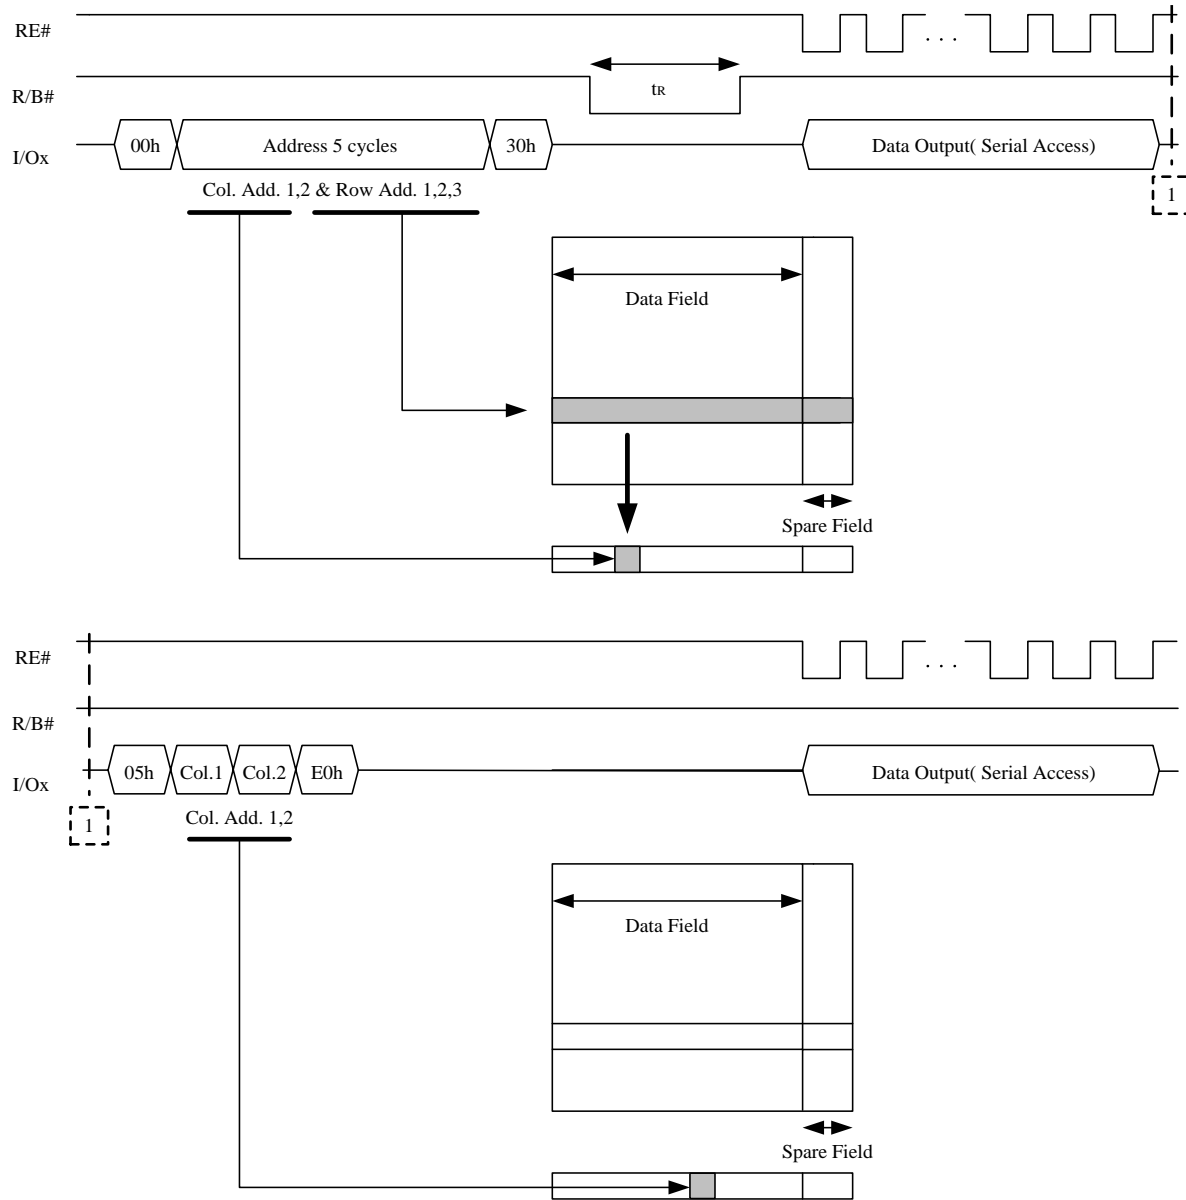 RE#
. . .
R/B#
tR
I/Ox
00h
Address 5 cycles
30h
Data Output( Serial Access)
Col. Add. 1,2 & Row Add. 1,2,3
1
Data Field
Spare Field
RE#
. . .
R/B#
I/Ox
05h
Col.1
Col.2
E0h
Data Output( Serial Access)
1
Col. Add. 1,2
Data Field
Spare Field